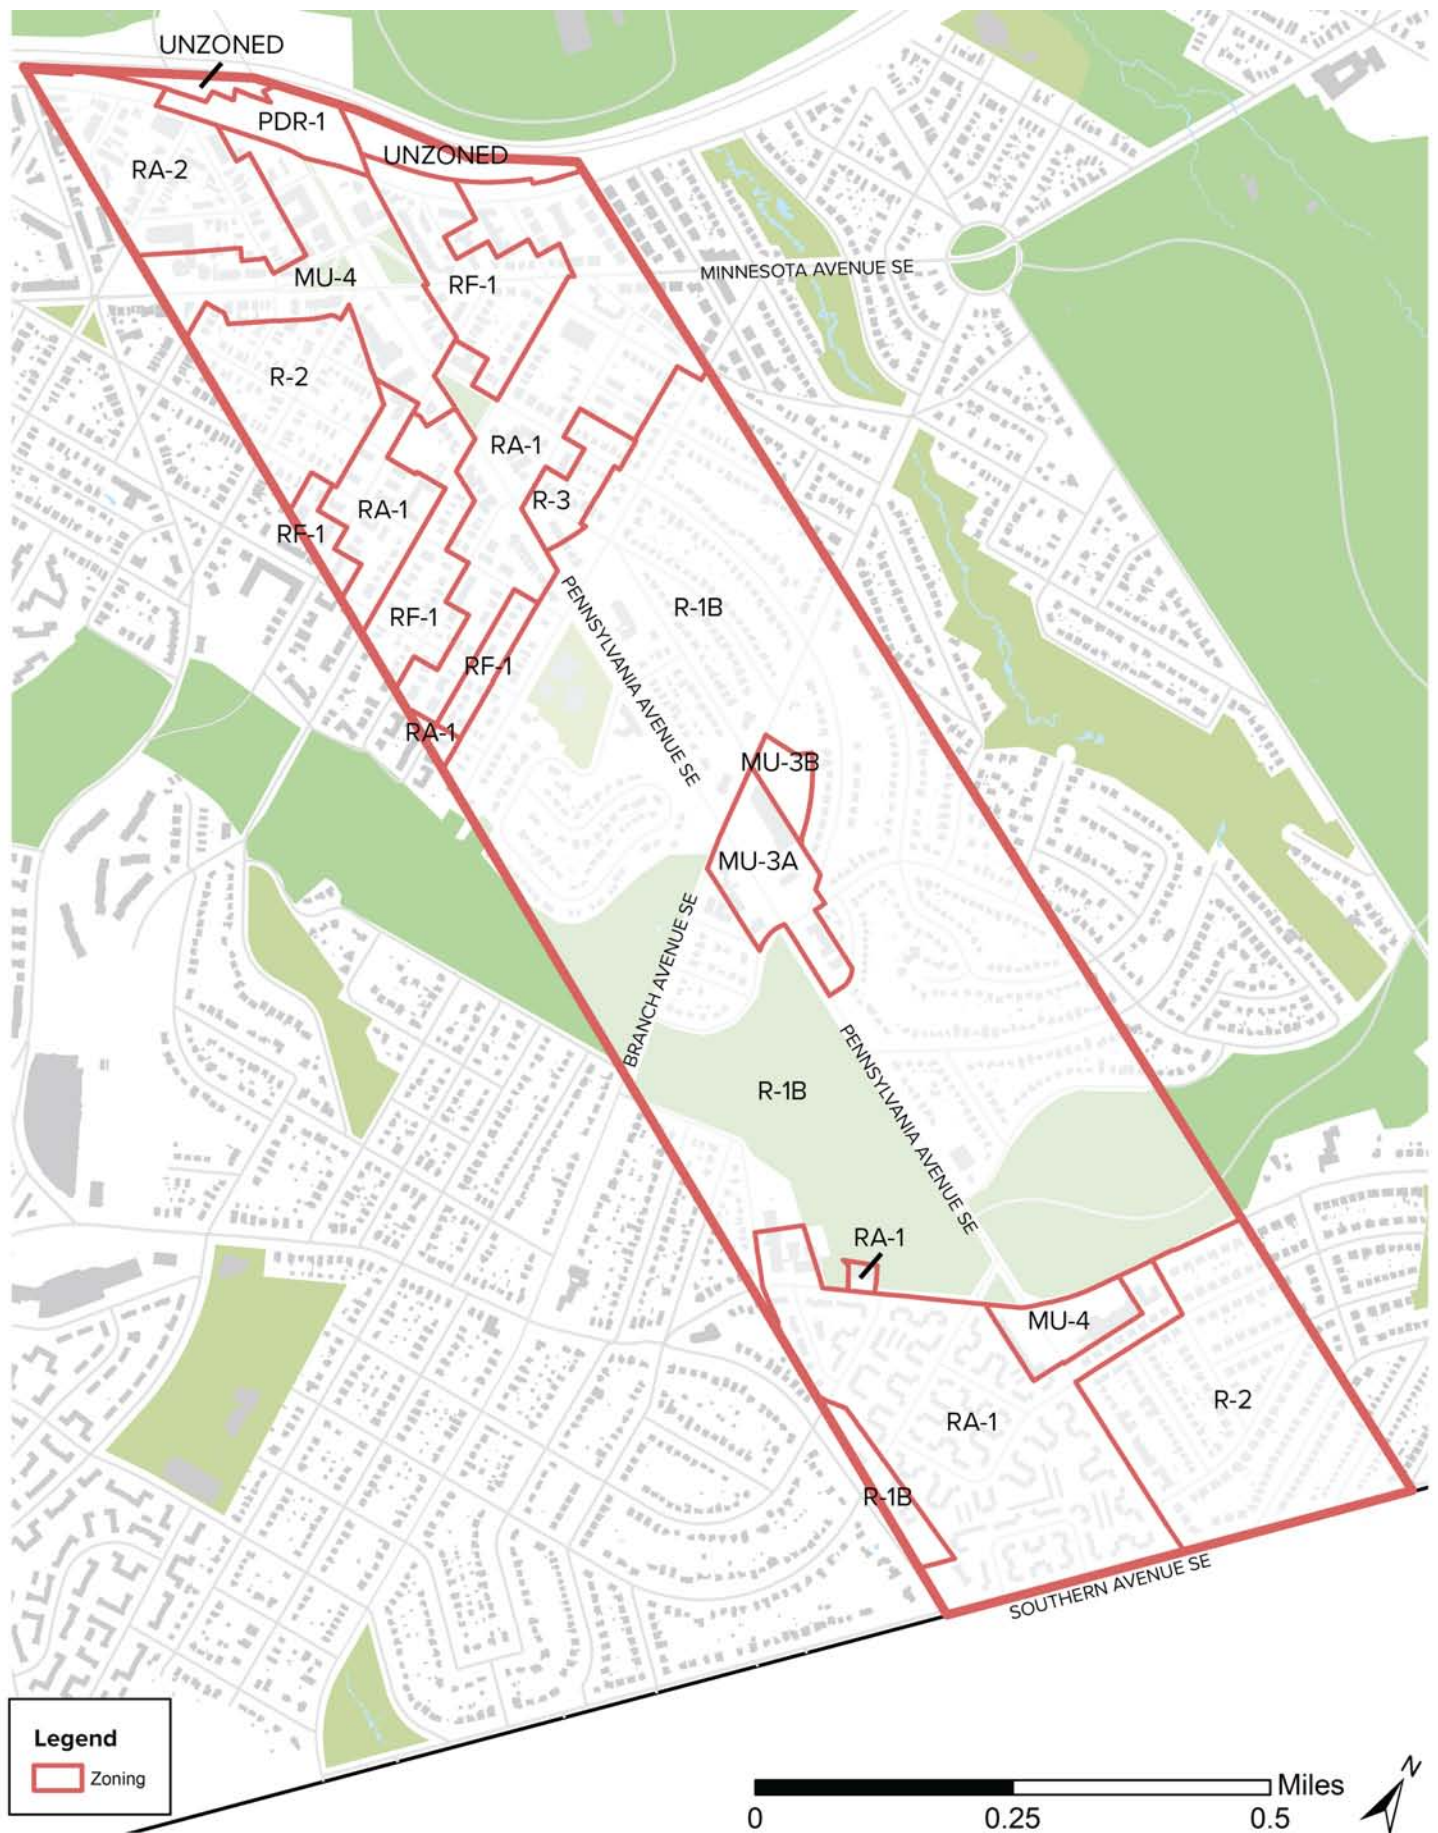 UNZONED
PDR-1
UNZONED
RA-2
MINNESOTA AVENUE SE
MU-4
RF-1
R-2
RA-1
R-3
RA-1
RF-1
PENNSYLVANIA AVENUE SE
R-1B
RF-1
RF-1
RA-1
MU-3B
MU-3A
BRANCH AVENUE SE
PENNSYLVANIA AVENUE SE
R-1B
RA-1
MU-4
R-2
RA-1
R-1B
SOUTHERN AVENUE SE
Legend
Zoning
N
Miles
0 0.25 0.5